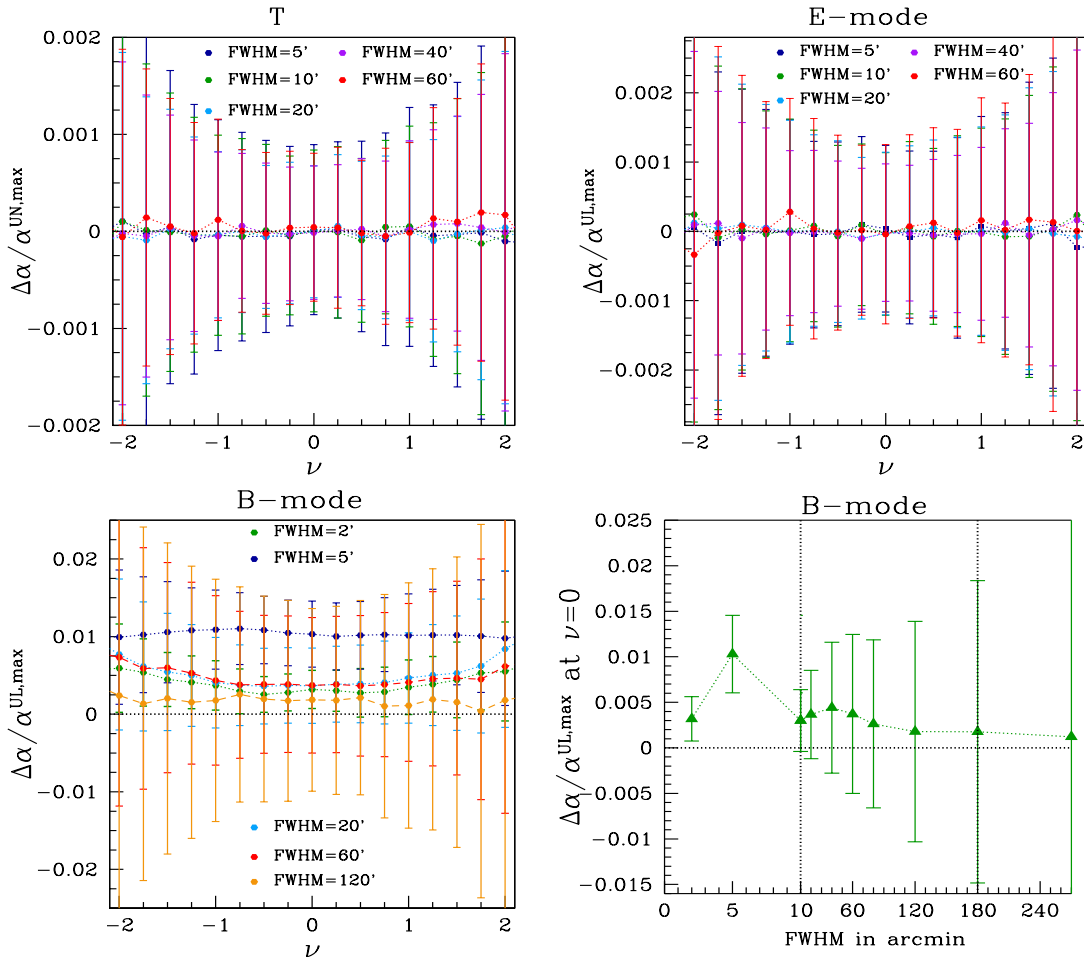 T
Δα/α^UN,max
FWHM=5' FWHM=40'
FWHM=10' FWHM=60'
FWHM=20'
0.002
0.001
0
−0.001
−0.002
−2 −1 0 1 2
ν
E−mode
Δα/α^UL,max
FWHM=5' FWHM=40'
FWHM=10' FWHM=60'
FWHM=20'
0.002
0.001
0
−0.001
−0.002
−2 −1 0 1 2
ν
B−mode
Δα/α^UL,max
FWHM=2'
FWHM=5'
FWHM=20'
FWHM=60'
FWHM=120'
0.02
0.01
0
−0.01
−0.02
−2 −1 0 1 2
ν
B−mode
Δα/α^UL,max at ν=0
0.025
0.02
0.015
0.01
0.005
0
0.005
−0.01
−0.015
0 5 10 60 120 180 240
FWHM in arcmin